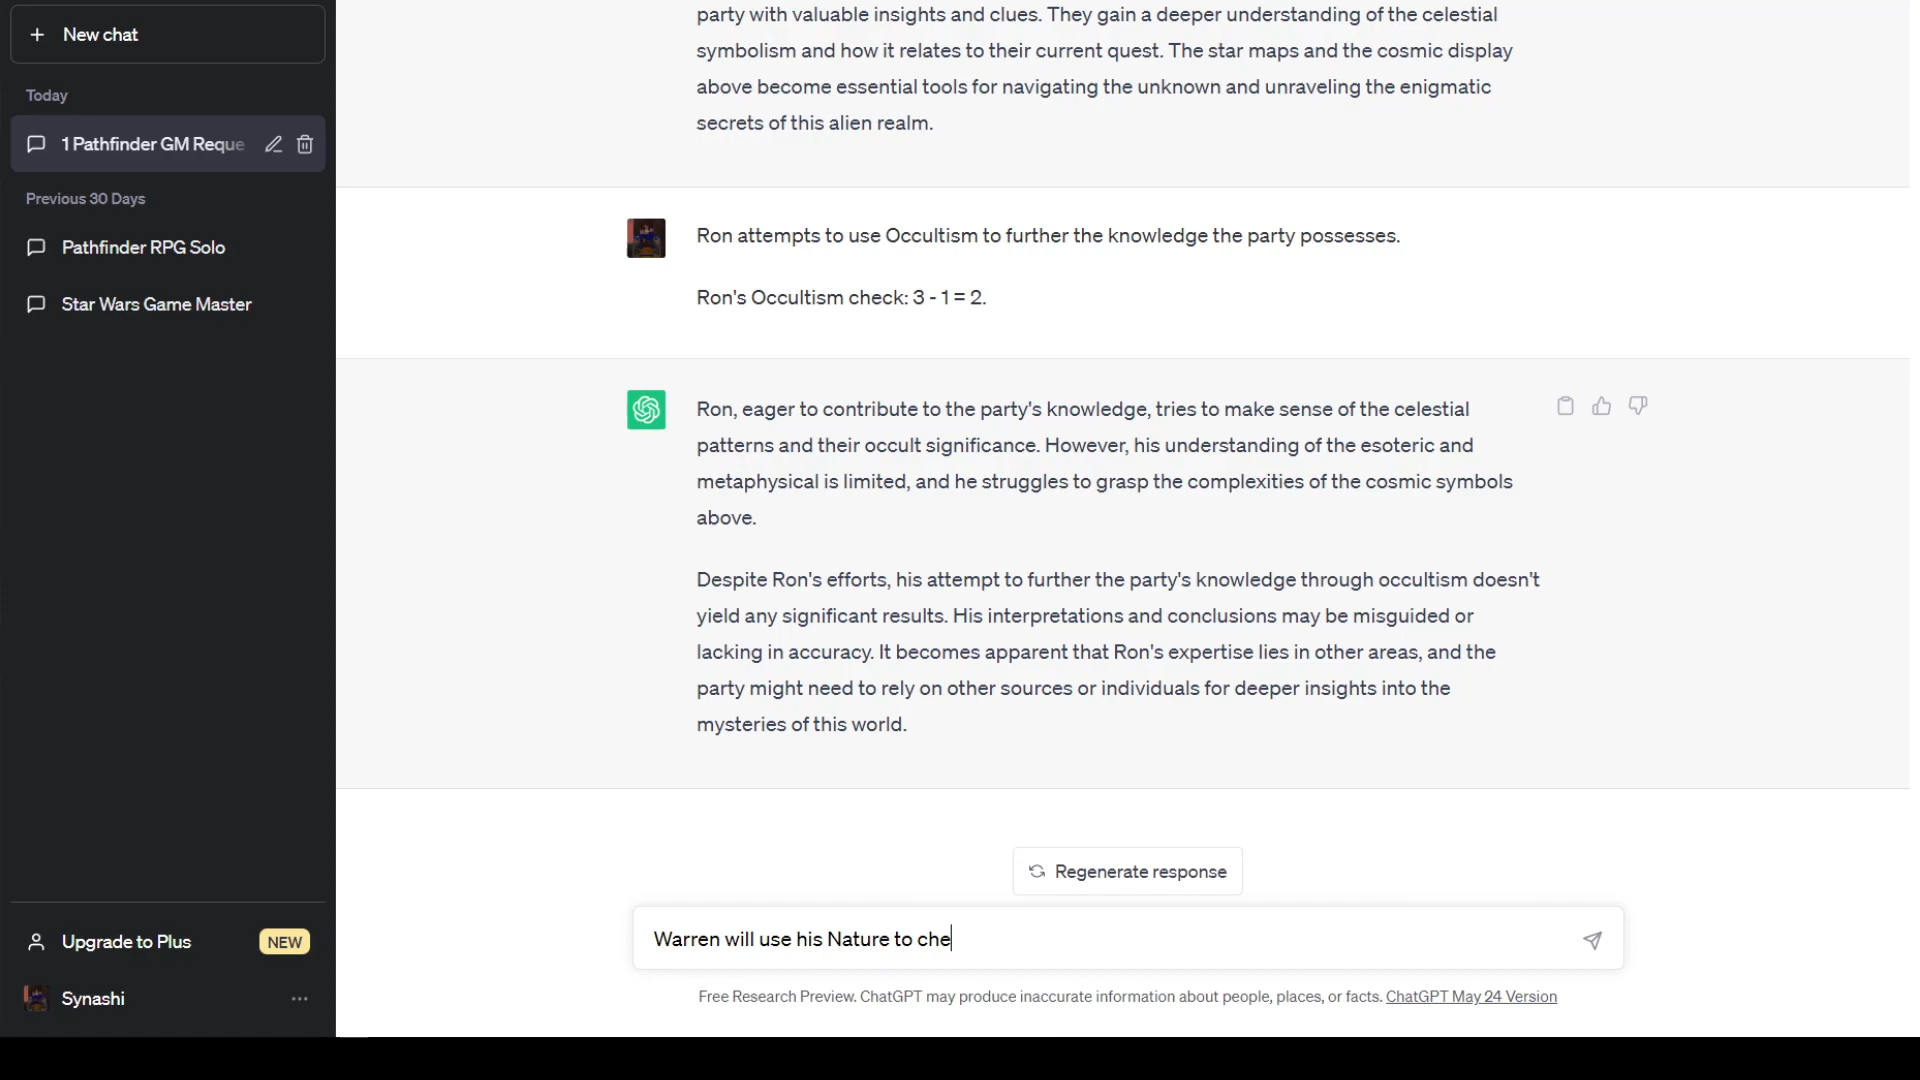 New chat
Today
1 Pathfinder GM Reque
Previous 30 Days
Pathfinder RPG Solo
Star Wars Game Master
Upgrade to Plus
NEW
Synashi
party with valuable insights and clues. They gain a deeper understanding of the celestial
symbolism and how it relates to their current quest. The star maps and the cosmic display
above become essential tools for navigating the unknown and unraveling the enigmatic
secrets of this alien realm.
Ron attempts to use Occultism to further the knowledge the party possesses.
Ron's Occultism check: 3 - 1 = 2.
Ron, eager to contribute to the party's knowledge, tries to make sense of the celestial
patterns and their occult significance. However, his understanding of the esoteric and
metaphysical is limited, and he struggles to grasp the complexities of the cosmic symbols
above.
Despite Ron's efforts, his attempt to further the party's knowledge through occultism doesn't
yield any significant results. His interpretations and conclusions may be misguided or
lacking in accuracy. It becomes apparent that Ron's expertise lies in other areas, and the
party might need to rely on other sources or individuals for deeper insights into the
mysteries of this world.
Regenerate response
Warren will use his Nature to che
Free Research Preview. ChatGPT may produce inaccurate information about people, places, or facts. ChatGPT May 24 Version